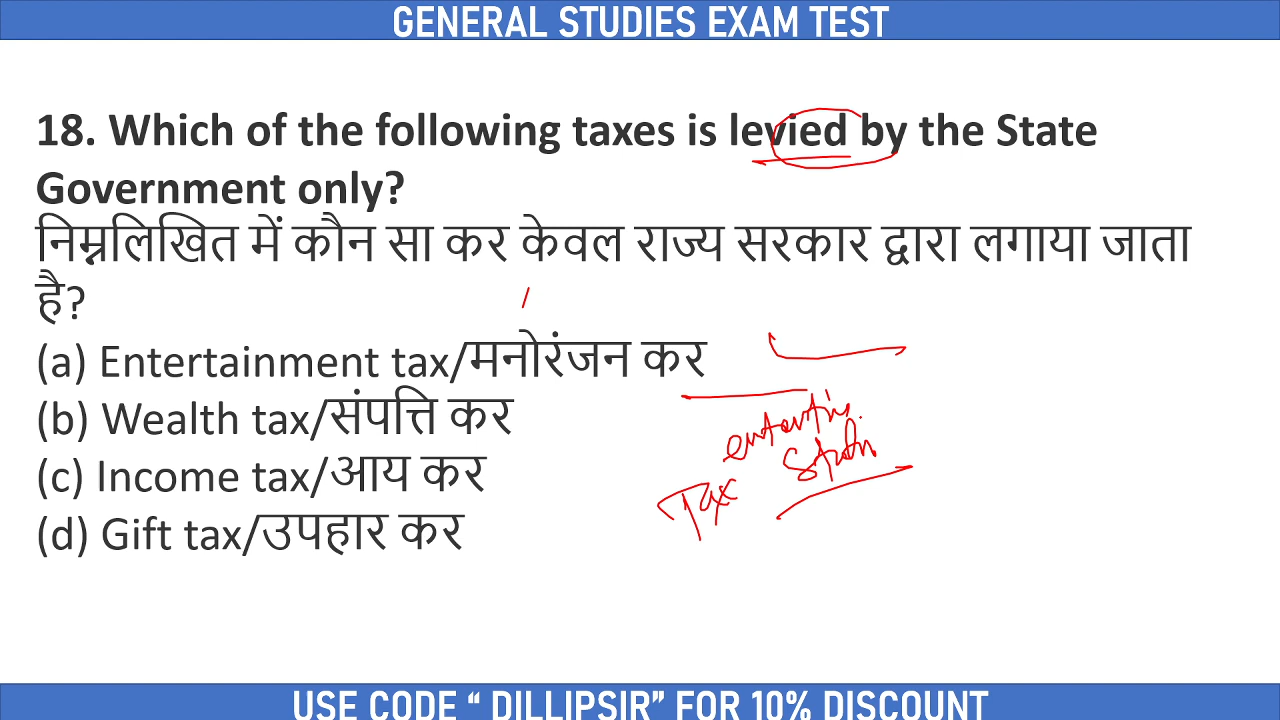 GENERAL STUDIES EXAM TEST
18. Which of the following taxes is levied by the State
Government only?
निम्नलिखित में कौन सा कर केवल राज्य सरकार द्वारा लगाया जाता
है?
(a) Entertainment tax/मनोरंजन कर
(b) Wealth tax/संपत्ति कर
(c) Income tax/आय कर
(d) Gift tax/उपहार कर
Tax
USE CODE “ DILLIPSIR” FOR 10% DISCOUNT